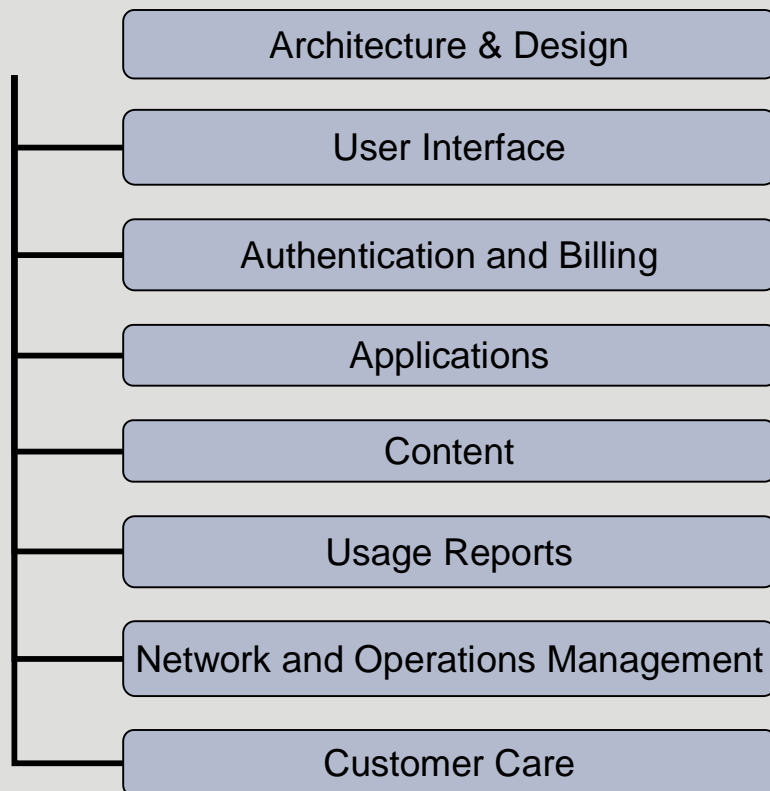 Architecture & Design
User Interface
Authentication and Billing
Applications
Content
Usage Reports
Network and Operations Management
Customer Care